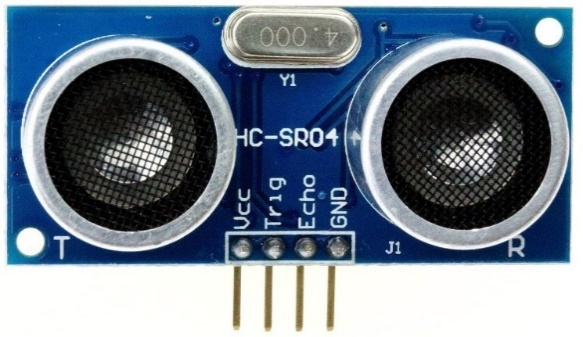 4.000
Y1
HC-SR04
Vcc
Trig
Echo
GND
T
J1
R